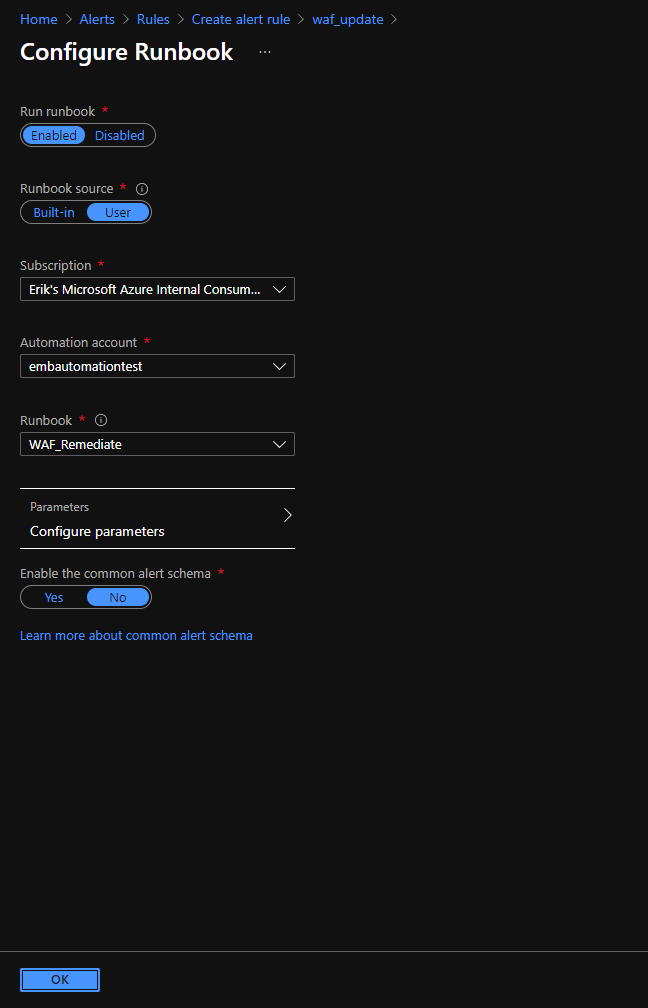 Home > Alerts > Rules > Create alert rule > waf_update >
Configure Runbook ...
Run runbook *
Enabled Disabled
Runbook source *
Built-in User
Subscription *
Erik's Microsoft Azure Internal Consum...
Automation account *
embautomationtest
Runbook *
WAF_Remediate
Parameters
Configure parameters
Enable the common alert schema *
Yes No
Learn more about common alert schema
OK